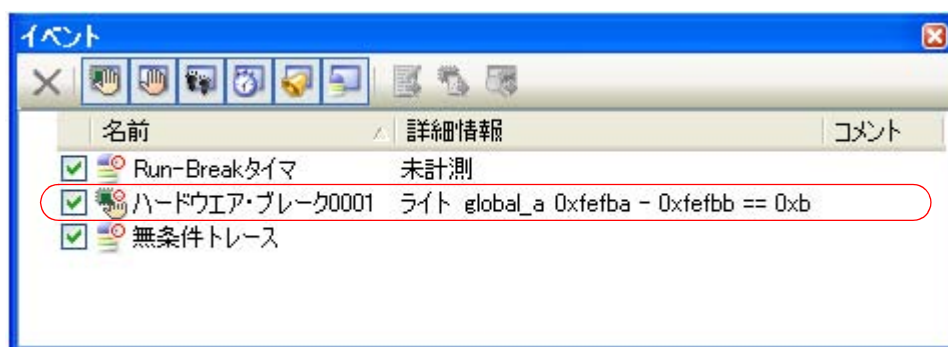 イベント
名前 詳細情報 コメント
Run-Breakタイマ 未計測
ハードウエア・ブレーク0001 ライト global_a 0xfefba - 0xfefbb == 0xb
無条件トレース